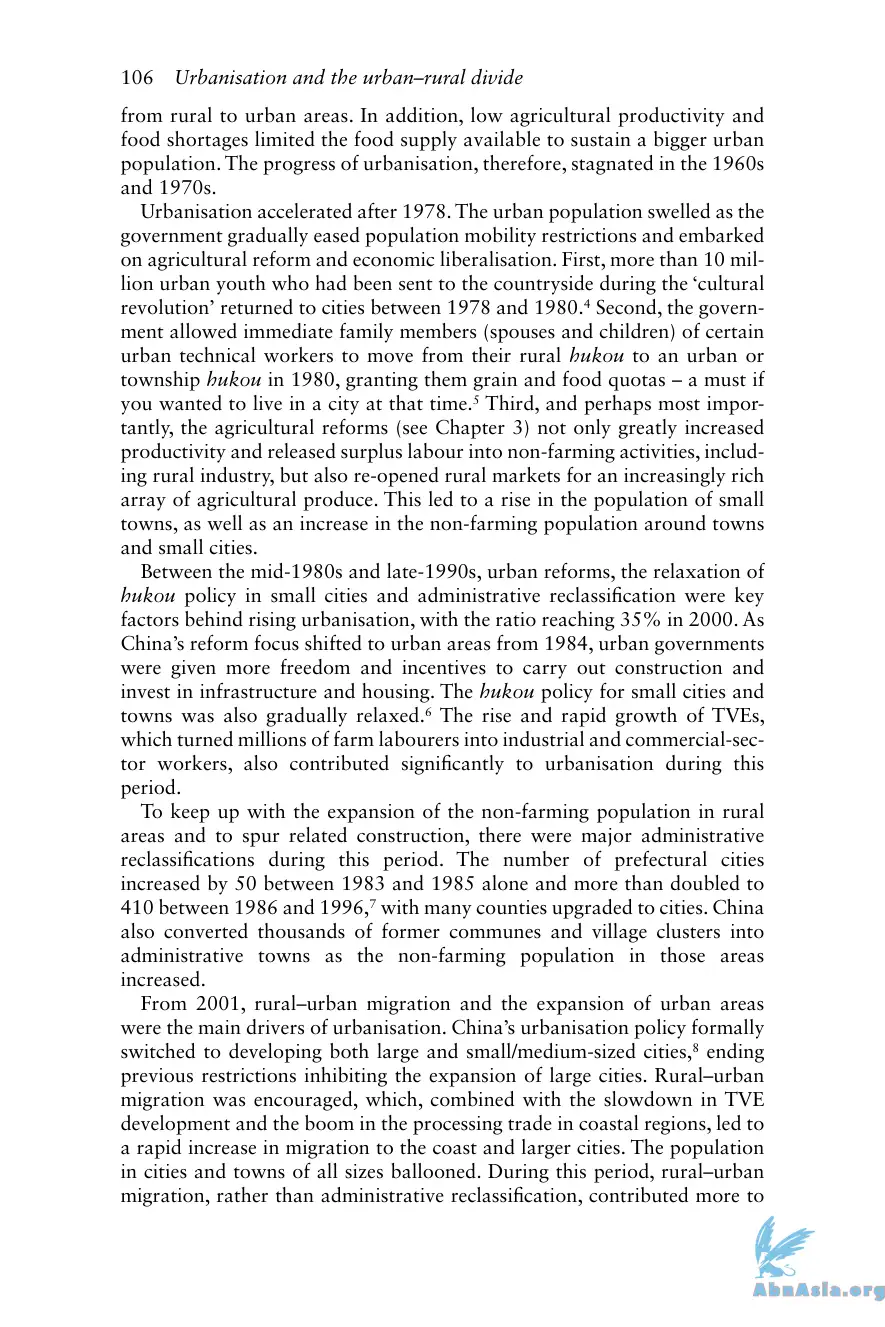 106 Urbanisation and the urban–rural divide
from rural to urban areas. In addition, low agricultural productivity and
food shortages limited the food supply available to sustain a bigger urban
population. The progress of urbanisation, therefore, stagnated in the 1960s
and 1970s.
Urbanisation accelerated after 1978. The urban population swelled as the
government gradually eased population mobility restrictions and embarked
on agricultural reform and economic liberalisation. First, more than 10 mil-
lion urban youth who had been sent to the countryside during the ‘cultural
revolution’ returned to cities between 1978 and 1980.⁴ Second, the govern-
ment allowed immediate family members (spouses and children) of certain
urban technical workers to move from their rural hukou to an urban or
township hukou in 1980, granting them grain and food quotas – a must if
you wanted to live in a city at that time.⁵ Third, and perhaps most impor-
tantly, the agricultural reforms (see Chapter 3) not only greatly increased
productivity and released surplus labour into non-farming activities, includ-
ing rural industry, but also re-opened rural markets for an increasingly rich
array of agricultural produce. This led to a rise in the population of small
towns, as well as an increase in the non-farming population around towns
and small cities.
Between the mid-1980s and late-1990s, urban reforms, the relaxation of
hukou policy in small cities and administrative reclassification were key
factors behind rising urbanisation, with the ratio reaching 35% in 2000. As
China’s reform focus shifted to urban areas from 1984, urban governments
were given more freedom and incentives to carry out construction and
invest in infrastructure and housing. The hukou policy for small cities and
towns was also gradually relaxed.⁶ The rise and rapid growth of TVEs,
which turned millions of farm labourers into industrial and commercial-sec-
tor workers, also contributed significantly to urbanisation during this
period.
To keep up with the expansion of the non-farming population in rural
areas and to spur related construction, there were major administrative
reclassifications during this period. The number of prefectural cities
increased by 50 between 1983 and 1985 alone and more than doubled to
410 between 1986 and 1996,⁷ with many counties upgraded to cities. China
also converted thousands of former communes and village clusters into
administrative towns as the non-farming population in those areas
increased.
From 2001, rural–urban migration and the expansion of urban areas
were the main drivers of urbanisation. China’s urbanisation policy formally
switched to developing both large and small/medium-sized cities,⁸ ending
previous restrictions inhibiting the expansion of large cities. Rural–urban
migration was encouraged, which, combined with the slowdown in TVE
development and the boom in the processing trade in coastal regions, led to
a rapid increase in migration to the coast and larger cities. The population
in cities and towns of all sizes ballooned. During this period, rural–urban
migration, rather than administrative reclassification, contributed more to
AbnAsia.org